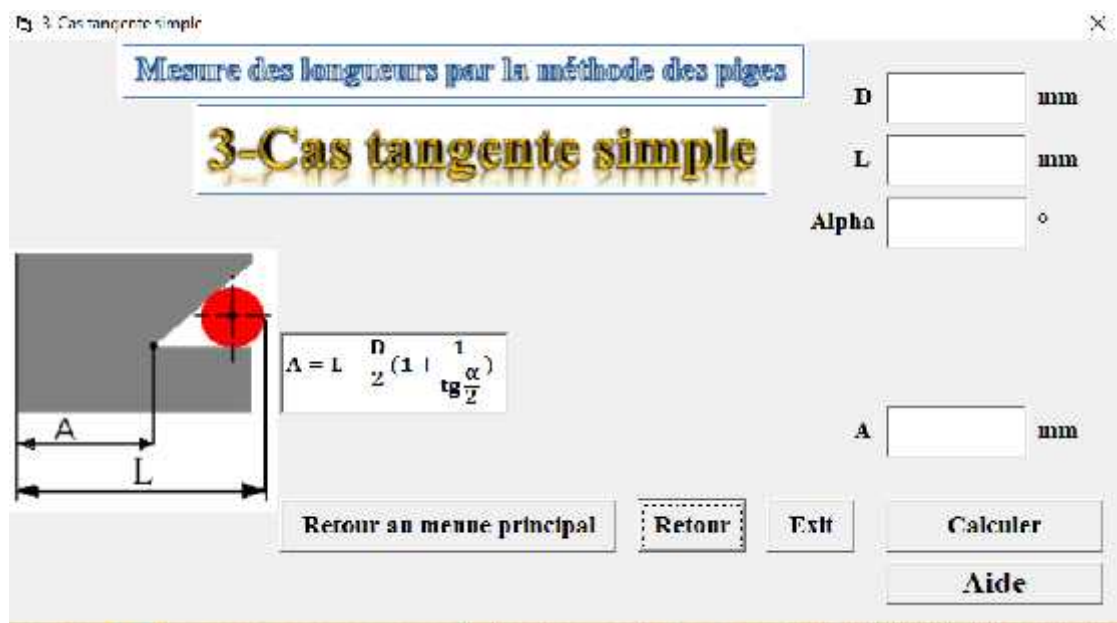 3-Cas tangente simple
Mesure des longueurs par la méthode des piges
3-Cas tangente simple
D mm
L mm
Alpha °
A = L D/2 (1 + 1/tg α/2)
A
L
A mm
Retour au menue principal
Retour
Exit
Calculer
Aide